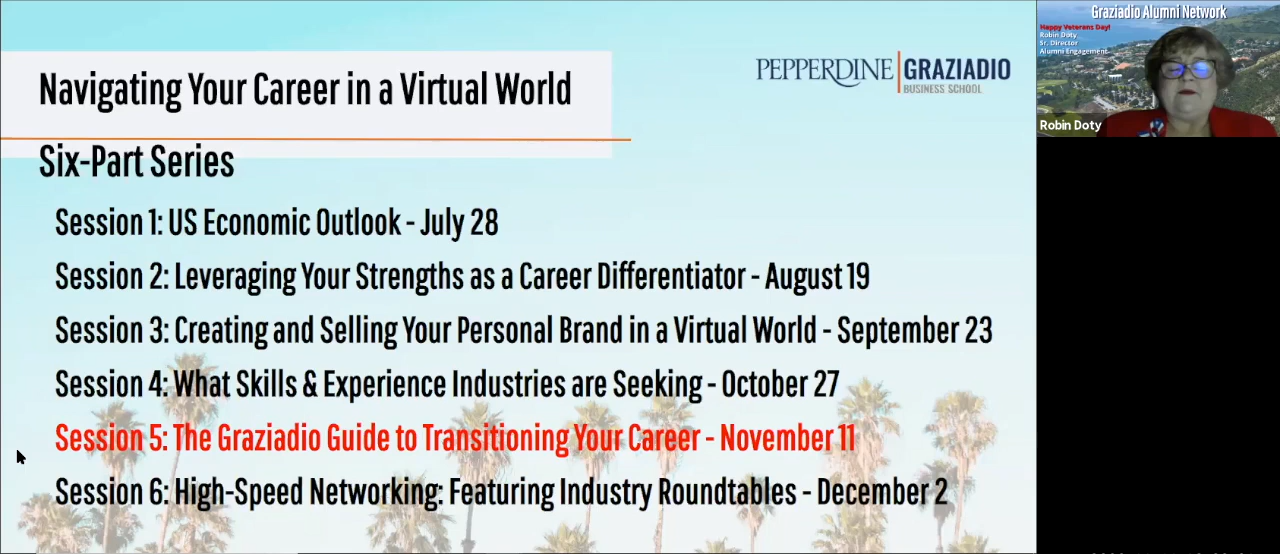 Navigating Your Career in a Virtual World
PEPPERDINE GRAZIADIO
BUSINESS SCHOOL
Six-Part Series
Session 1: US Economic Outlook - July 28
Session 2: Leveraging Your Strengths as a Career Differentiator - August 19
Session 3: Creating and Selling Your Personal Brand in a Virtual World - September 23
Session 4: What Skills & Experience Industries are Seeking - October 27
Session 5: The Graziadio Guide to Transitioning Your Career - November 11
Session 6: High-Speed Networking: Featuring Industry Roundtables - December 2
Graziadio Alumni Network
Happy Veterans Day!
Robin Doty
Sr. Director
Alumni Engagement
Robin Doty